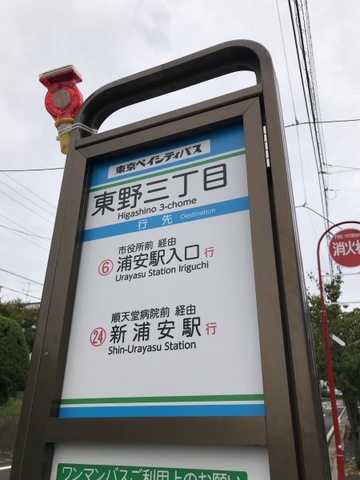 東京ベイシティバス
東野三丁目
Higashino 3-chome
行先 Destination
市役所前 経由
⑥ 浦安駅入口 行
Urayasu Station Iriguchi
順天堂病院前 経由
㉔ 新浦安駅 行
Shin-Urayasu Station
ワンマンバスご利用上のお願い
消火栓